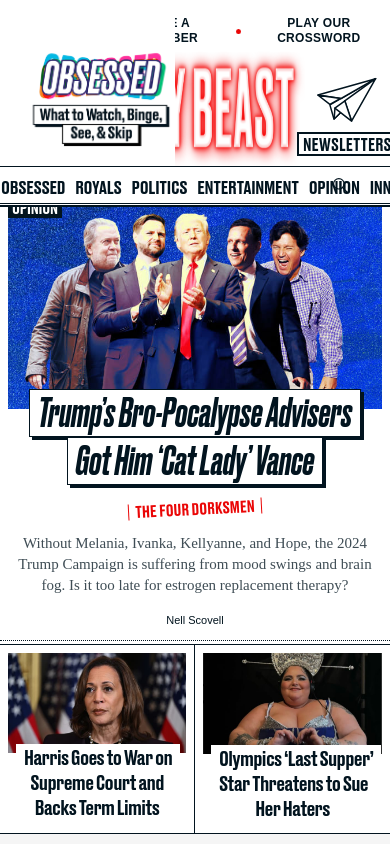 E A
BER
PLAY OUR
CROSSWORD
OBSESSED
What to Watch, Binge,
See, & Skip
Y BEAST
NEWSLETTERS
OBSESSED ROYALS POLITICS ENTERTAINMENT OPINION INN
OPINION
Trump’s Bro-Pocalypse Advisers
Got Him ‘Cat Lady’ Vance
THE FOUR DORKSMEN
Without Melania, Ivanka, Kellyanne, and Hope, the 2024
Trump Campaign is suffering from mood swings and brain
fog. Is it too late for estrogen replacement therapy?
Nell Scovell
Harris Goes to War on
Supreme Court and
Backs Term Limits
Olympics ‘Last Supper’
Star Threatens to Sue
Her Haters